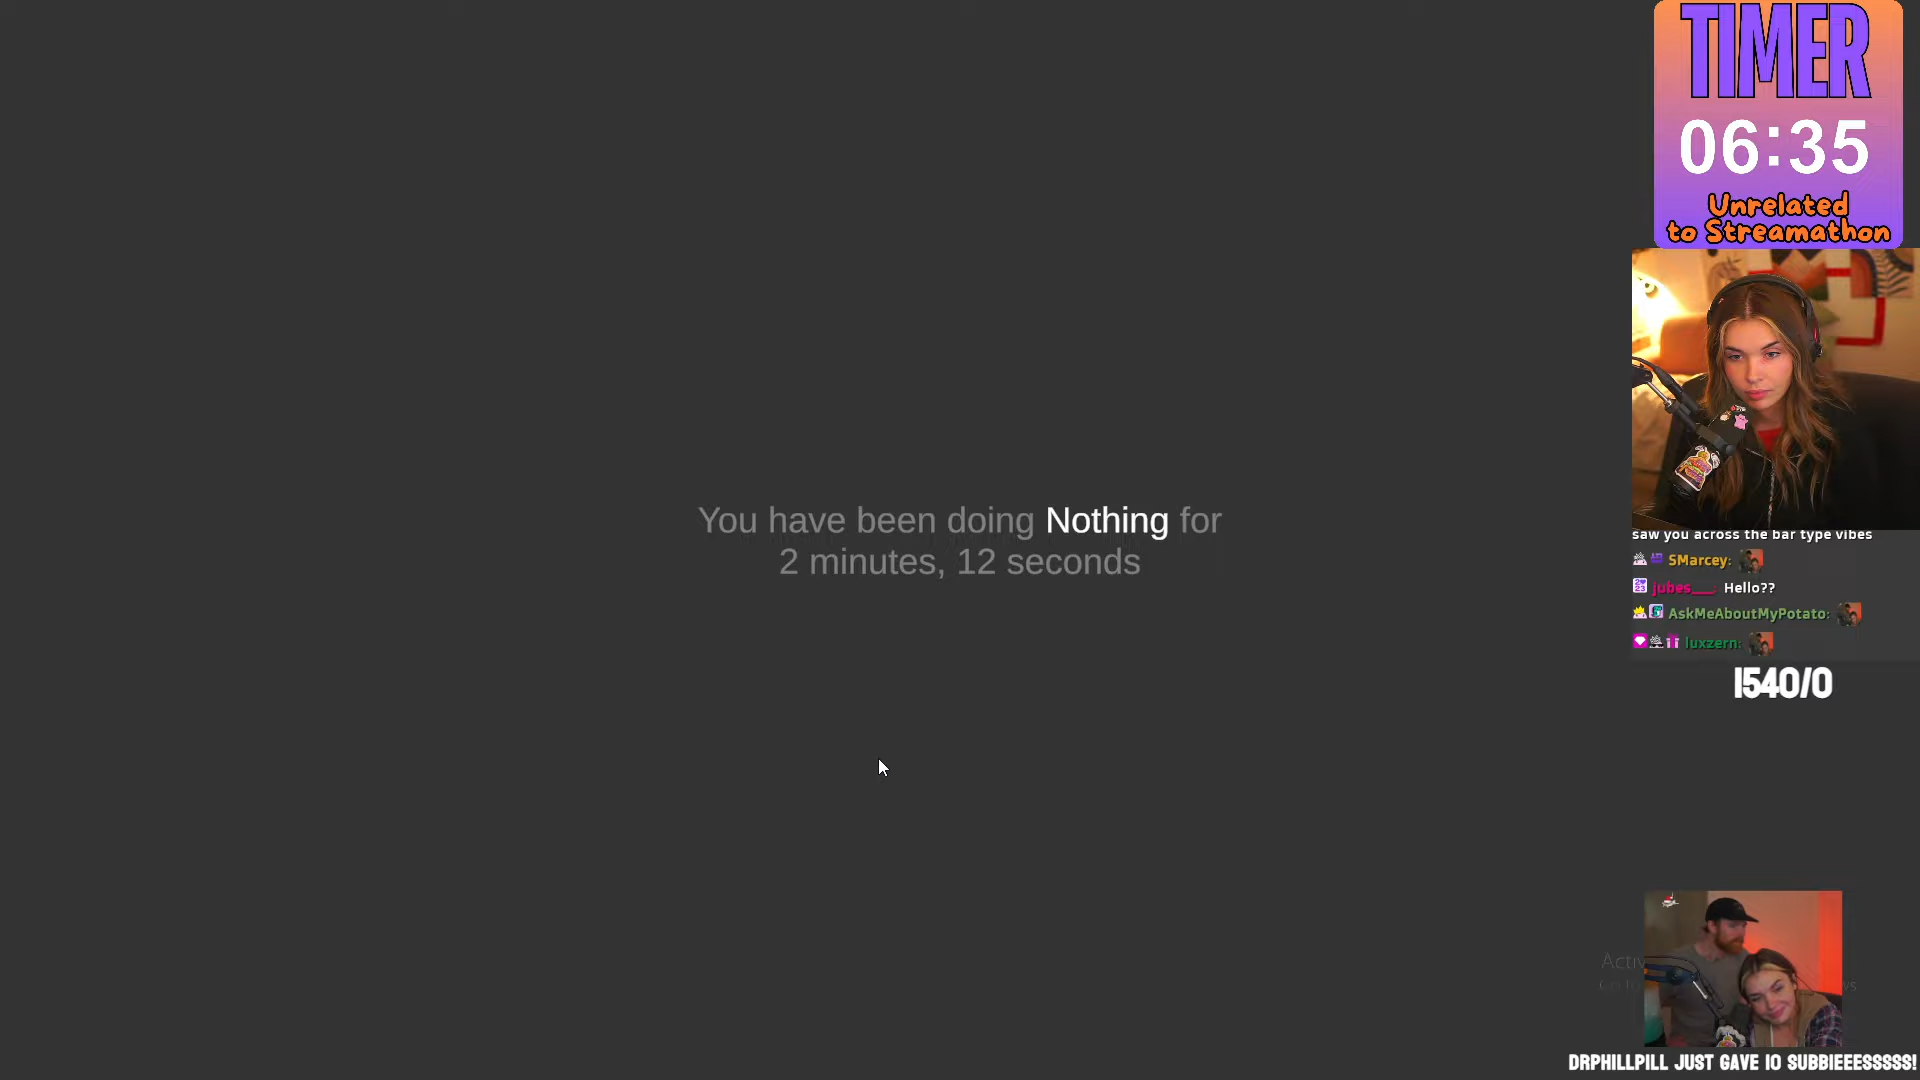 TIMER
06:35
Unrelated
to Streamathon
You have been doing Nothing for
2 minutes, 12 seconds
saw you across the bar type vibes
SMarcey:
jubes___: Hello??
AskMeAboutMyPotato:
luxzern:
1540/0
DRPHILLPILL JUST GAVE 10 SUBBIEEESSSSS!